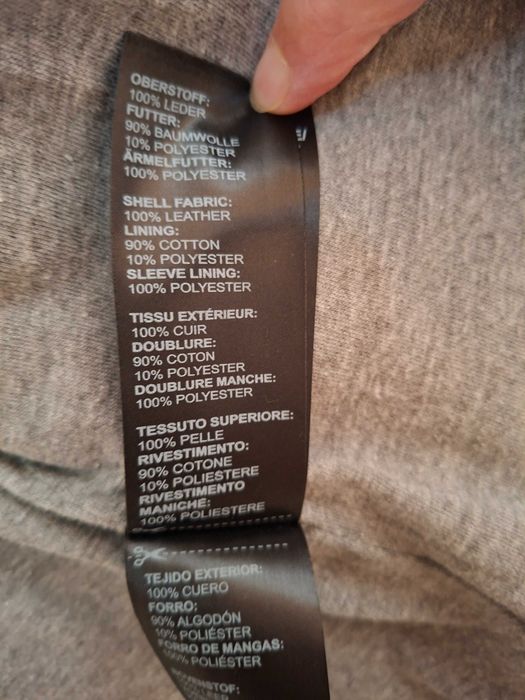 OBERSTOFF:
100% LEDER
FUTTER:
90% BAUMWOLLE
10% POLYESTER
ÄRMELFUTTER:
100% POLYESTER
SHELL FABRIC:
100% LEATHER
LINING:
90% COTTON
10% POLYESTER
SLEEVE LINING:
100% POLYESTER
TISSU EXTÉRIEUR:
100% CUIR
DOUBLURE:
90% COTON
10% POLYESTER
DOUBLURE MANCHE:
100% POLYESTER
TESSUTO SUPERIORE:
100% PELLE
RIVESTIMENTO:
90% COTONE
10% POLIESTERE
RIVESTIMENTO
MANICHE:
100% POLIESTERE
TEJIDO EXTERIOR:
100% CUERO
FORRO:
90% ALGODÓN
10% POLIÉSTER
FORRO DE MANGAS:
100% POLIÉSTER